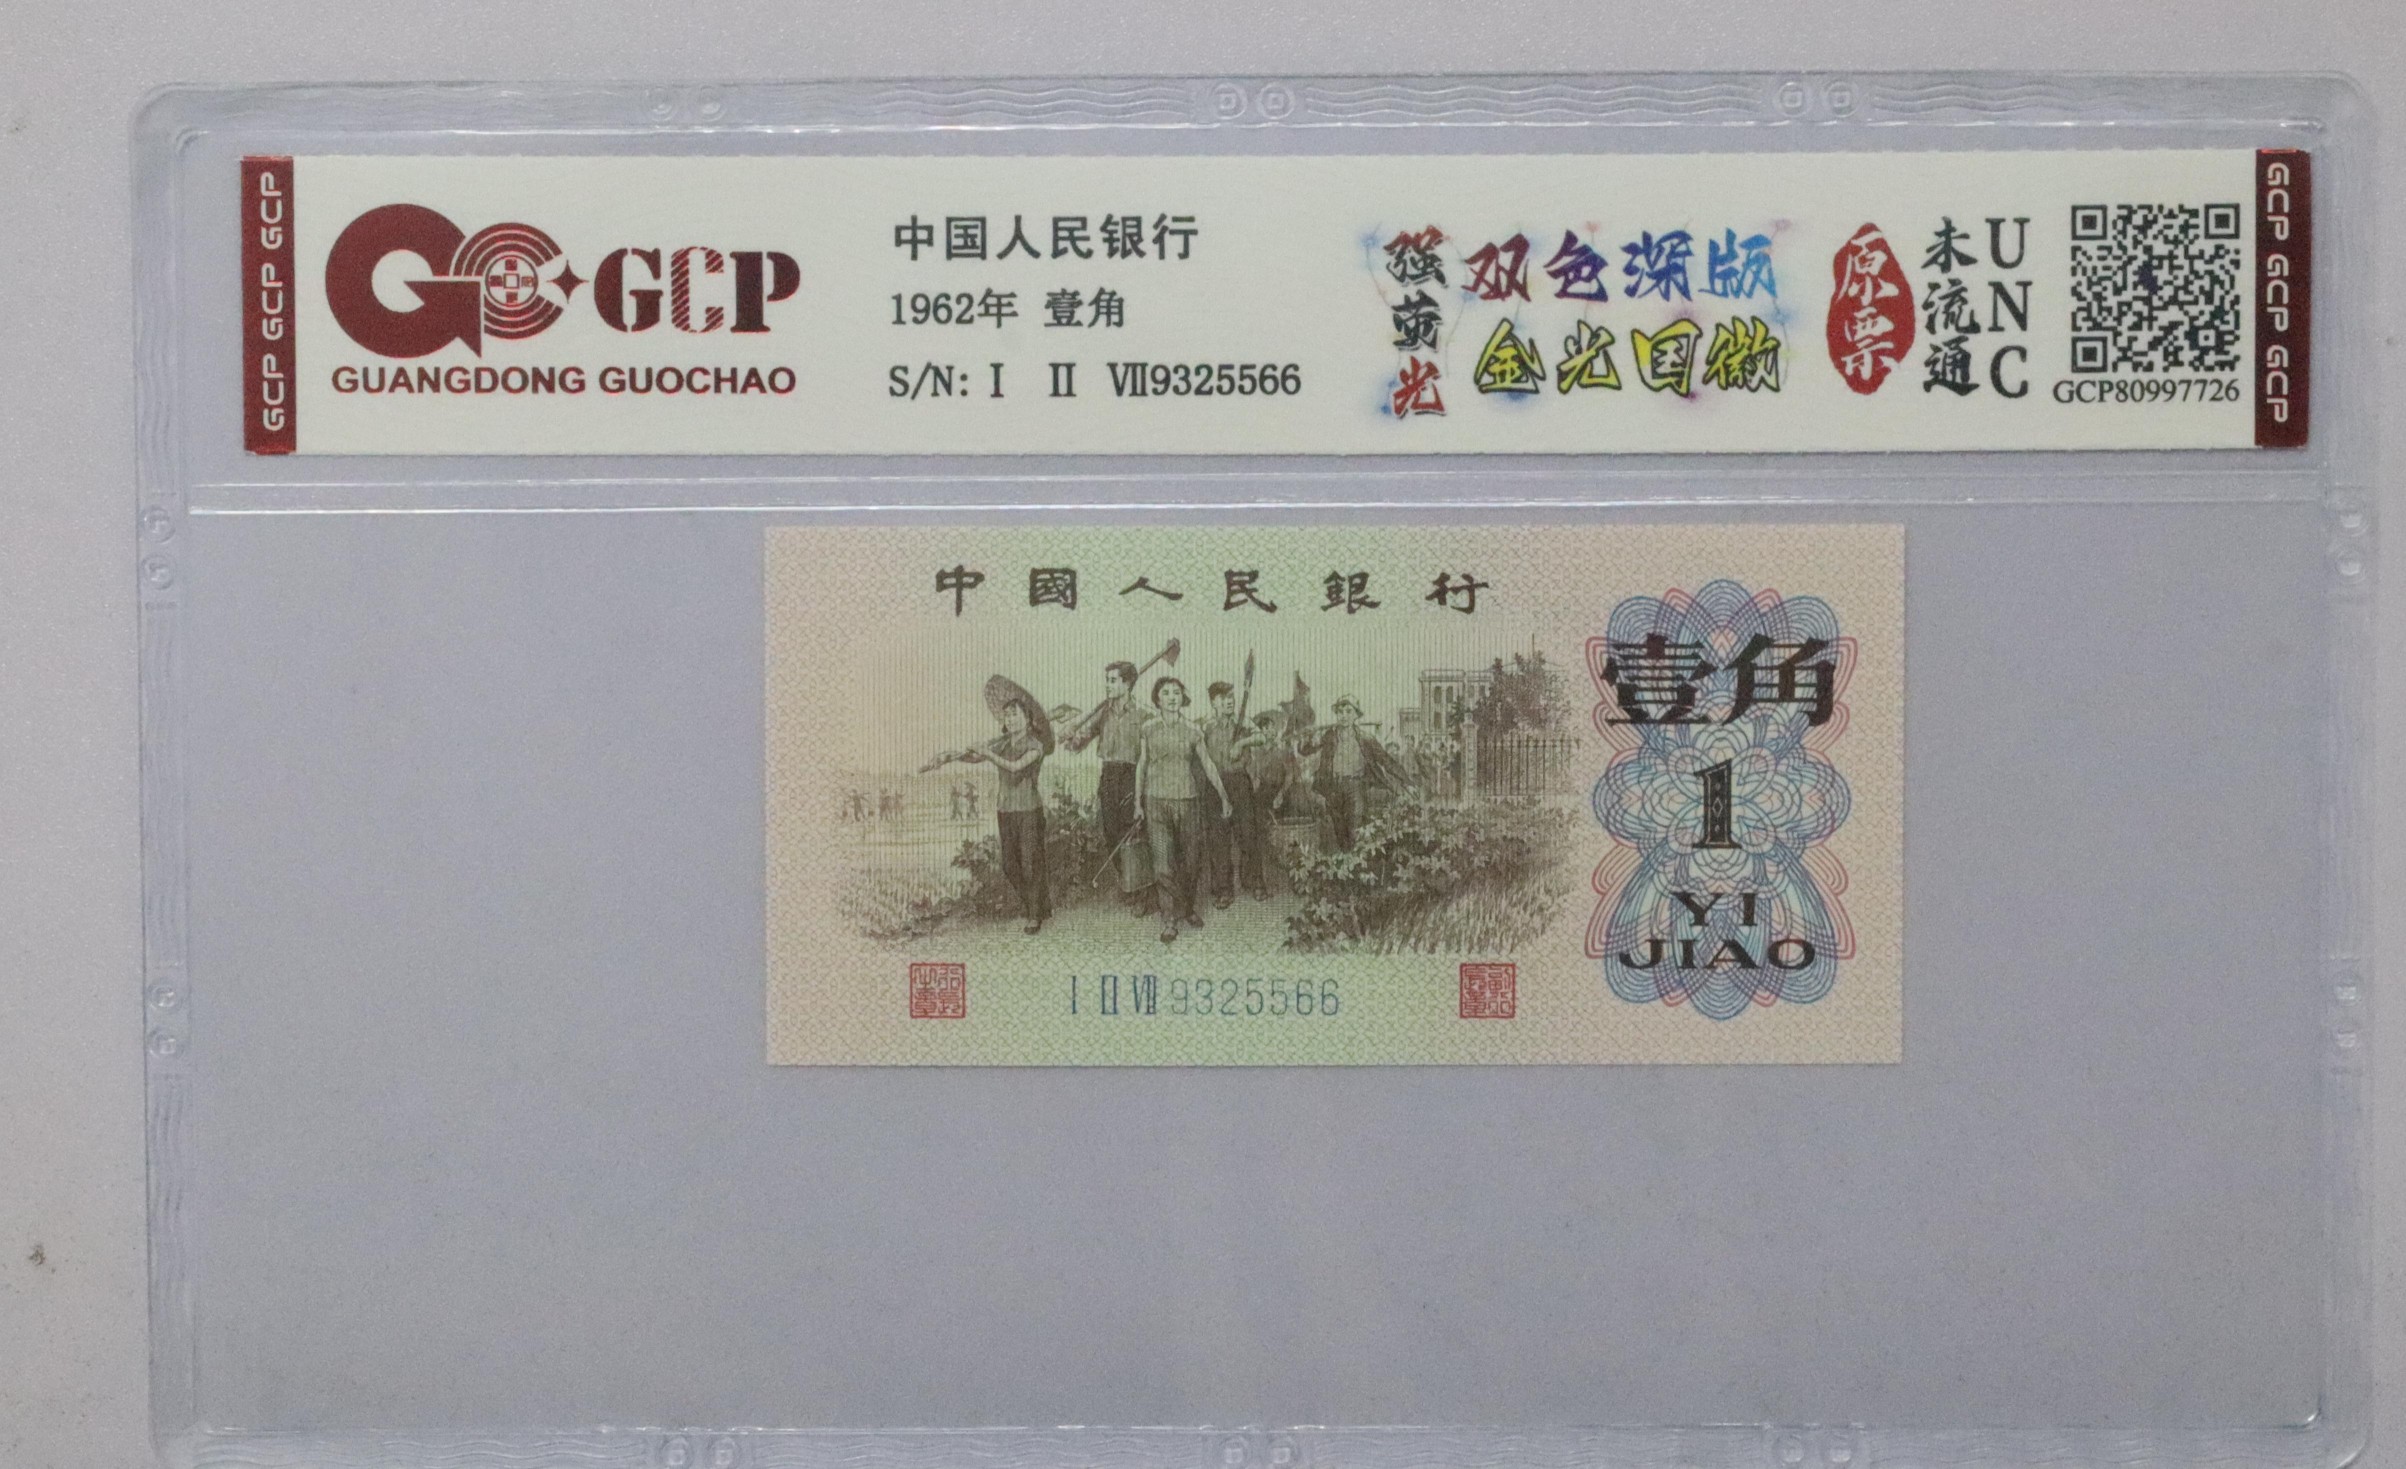 GCP GCP GCP
GCP
GUANGDONG GUOCHAO
中国人民银行
1962年 壹角
S/N: Ⅰ Ⅱ Ⅶ9325566
强荧光
双色深版
金光国徽
原票
未流通
UNC
GCP80997726
GCP GCP GCP
中國人民銀行
壹角
1
YI
JIAO
Ⅰ Ⅱ Ⅶ 9325566